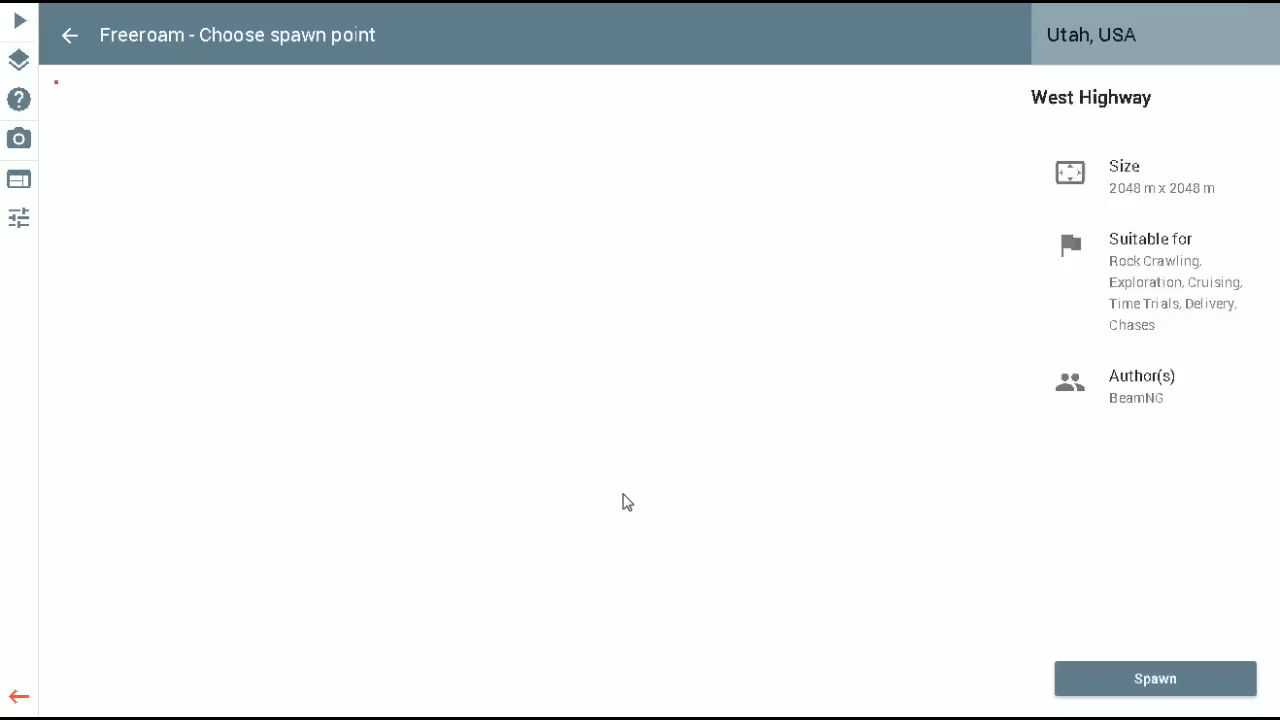 Freeroam - Choose spawn point
Utah, USA
West Highway
Size
2048 m x 2048 m
Suitable for
Rock Crawling,
Exploration, Cruising,
Time Trials, Delivery,
Chases
Author(s)
BeamNG
Spawn